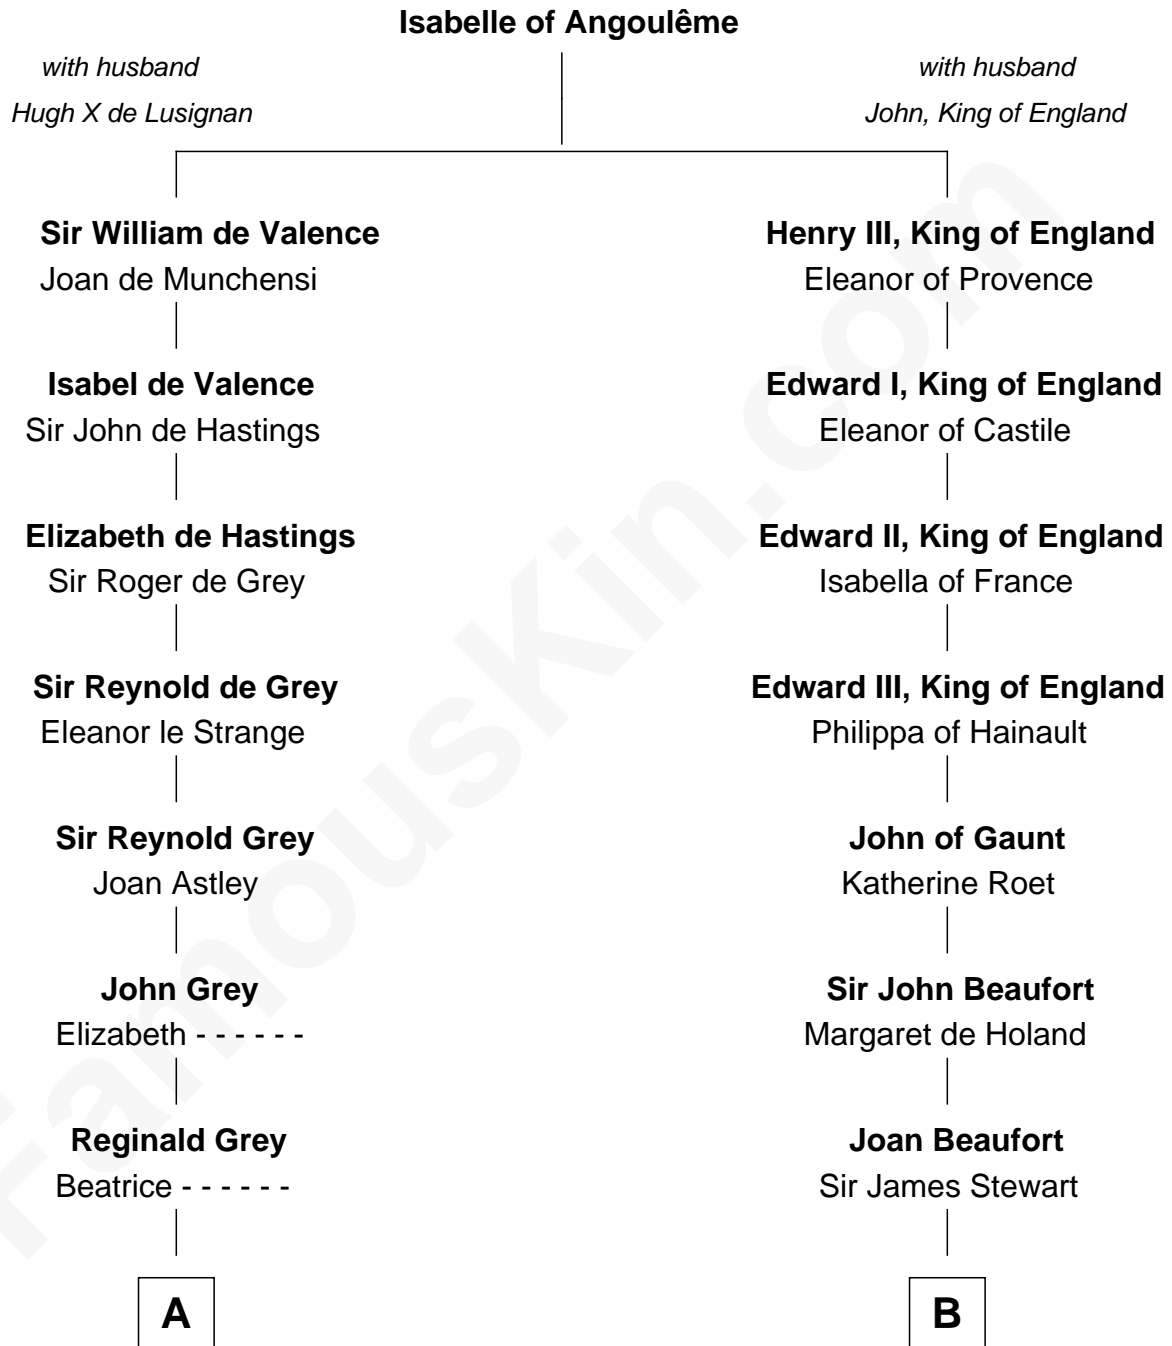 Isabelle of Angoulême
with husband
Hugh X de Lusignan
with husband
John, King of England
Sir William de Valence
Joan de Munchensi
Henry III, King of England
Eleanor of Provence
Isabel de Valence
Sir John de Hastings
Edward I, King of England
Eleanor of Castile
Elizabeth de Hastings
Sir Roger de Grey
Edward II, King of England
Isabella of France
Sir Reynold de Grey
Eleanor le Strange
Edward III, King of England
Philippa of Hainault
Sir Reynold Grey
Joan Astley
John of Gaunt
Katherine Roet
John Grey
Elizabeth - - - - - -
Sir John Beaufort
Margaret de Holand
Reginald Grey
Beatrice - - - - - -
Joan Beaufort
Sir James Stewart
A
B
FamousKin.com